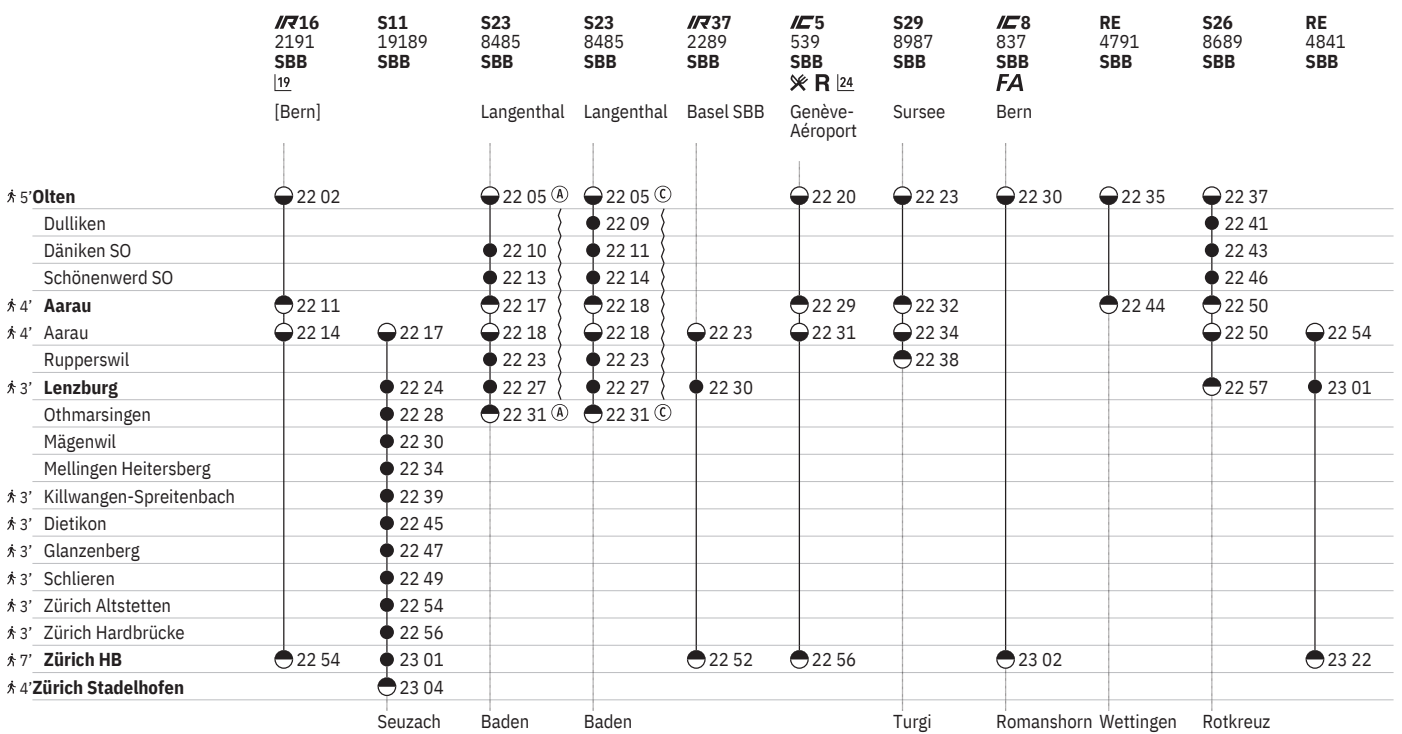 IR16 S11 S23 S23 IR37 IC5 S29 IC8 RE S26 RE
2191 19189 8485 8485 2289 539 8987 837 4791 8689 4841
SBB SBB SBB SBB SBB SBB SBB SBB SBB SBB SBB
19 R 24 FA
[Bern] Langenthal Langenthal Basel SBB Genève- Sursee Bern
Aéroport
5' Olten 22 02 22 05 A 22 05 C 22 20 22 23 22 30 22 35 22 37
Dulliken 22 09 22 41
Däniken SO 22 10 22 11 22 43
Schönenwerd SO 22 13 22 14 22 46
4' Aarau 22 11 22 17 22 18 22 29 22 32 22 44 22 50
4' Aarau 22 14 22 17 22 18 22 18 22 23 22 31 22 34 22 50 22 54
Rupperswil 22 23 22 23 22 38
3' Lenzburg 22 24 22 27 22 27 22 30 22 57 23 01
Othmarsingen 22 28 22 31 A 22 31 C
Mägenwil 22 30
Mellingen Heitersberg 22 34
3' Killwangen-Spreitenbach 22 39
3' Dietikon 22 45
3' Glanzenberg 22 47
3' Schlieren 22 49
3' Zürich Altstetten 22 54
3' Zürich Hardbrücke 22 56
7' Zürich HB 22 54 23 01 22 52 22 56 23 02 23 22
4' Zürich Stadelhofen 23 04
Seuzach Baden Baden Turgi Romanshorn Wettingen Rotkreuz